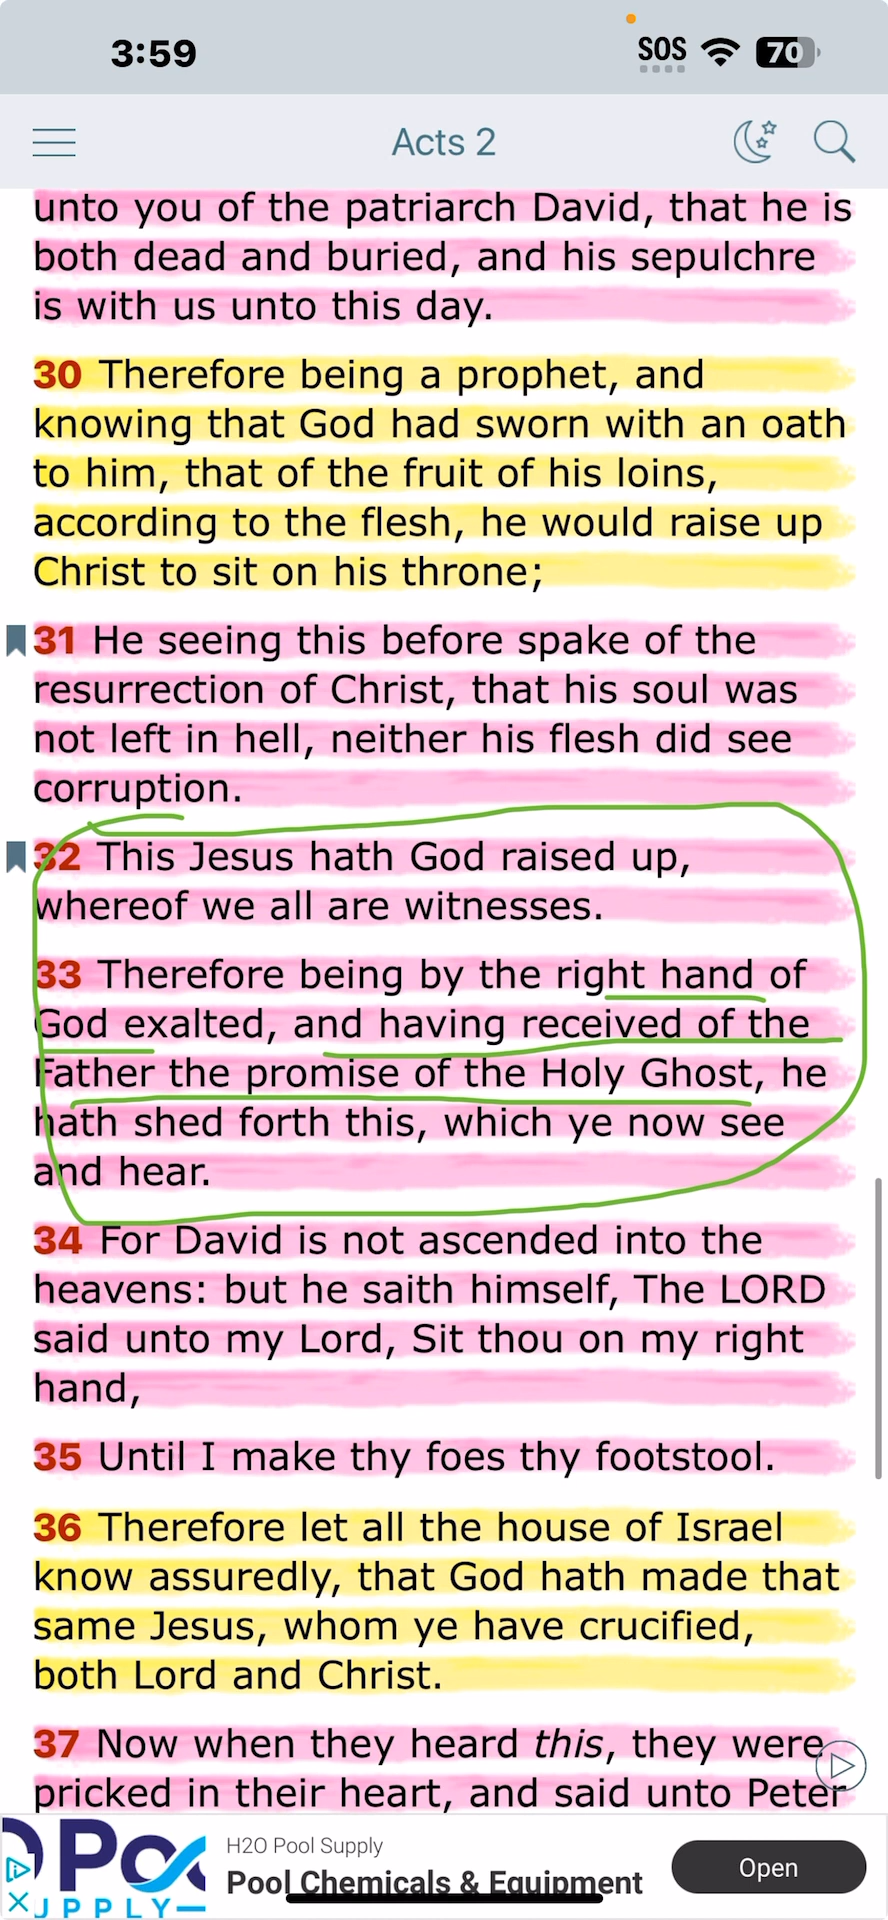 3:59
SOS
70
Acts 2
unto you of the patriarch David, that he is
both dead and buried, and his sepulchre
is with us unto this day.
30 Therefore being a prophet, and
knowing that God had sworn with an oath
to him, that of the fruit of his loins,
according to the flesh, he would raise up
Christ to sit on his throne;
31 He seeing this before spake of the
resurrection of Christ, that his soul was
not left in hell, neither his flesh did see
corruption.
32 This Jesus hath God raised up,
whereof we all are witnesses.
33 Therefore being by the right hand of
God exalted, and having received of the
Father the promise of the Holy Ghost, he
hath shed forth this, which ye now see
and hear.
34 For David is not ascended into the
heavens: but he saith himself, The LORD
said unto my Lord, Sit thou on my right
hand,
35 Until I make thy foes thy footstool.
36 Therefore let all the house of Israel
know assuredly, that God hath made that
same Jesus, whom ye have crucified,
both Lord and Christ.
37 Now when they heard this, they were
pricked in their heart, and said unto Peter
H2O Pool Supply
Pool Chemicals & Equipment
Open